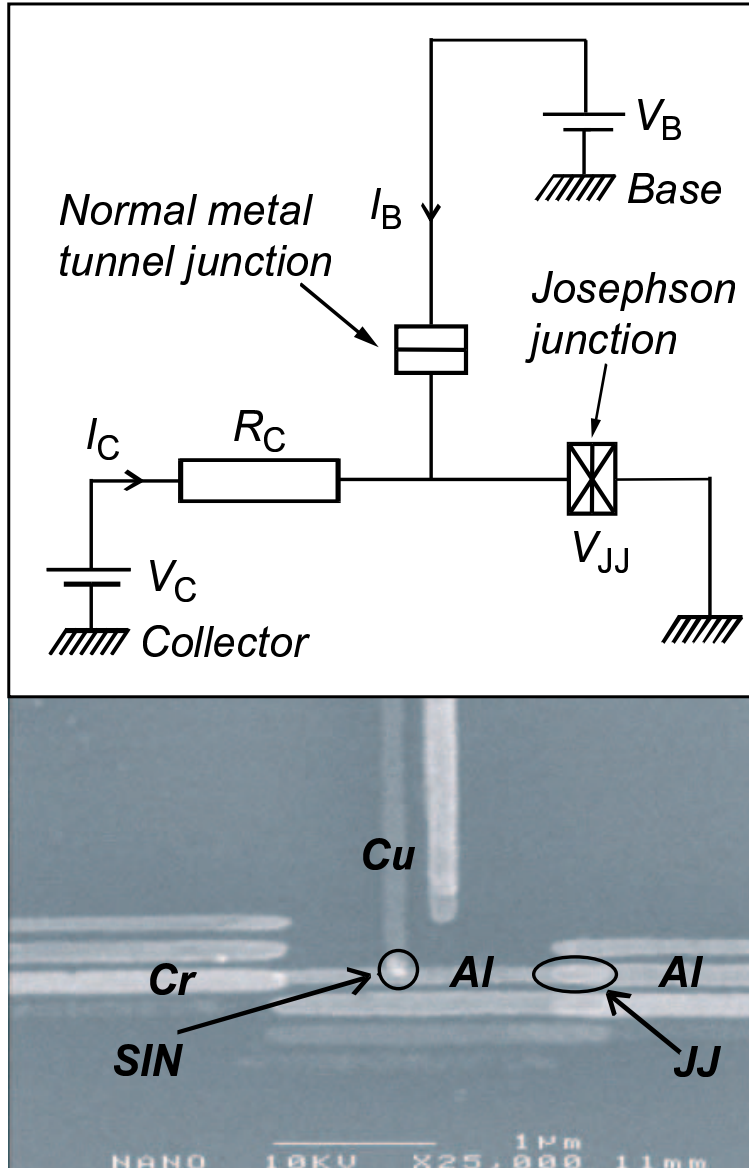 V_B
Base
I_B
Normal metal
tunnel junction
Josephson
junction
I_C
R_C
V_JJ
V_C
Collector
Cu
Cr
Al
Al
SIN
JJ
1μm
NANO 10KV X25,000 11mm